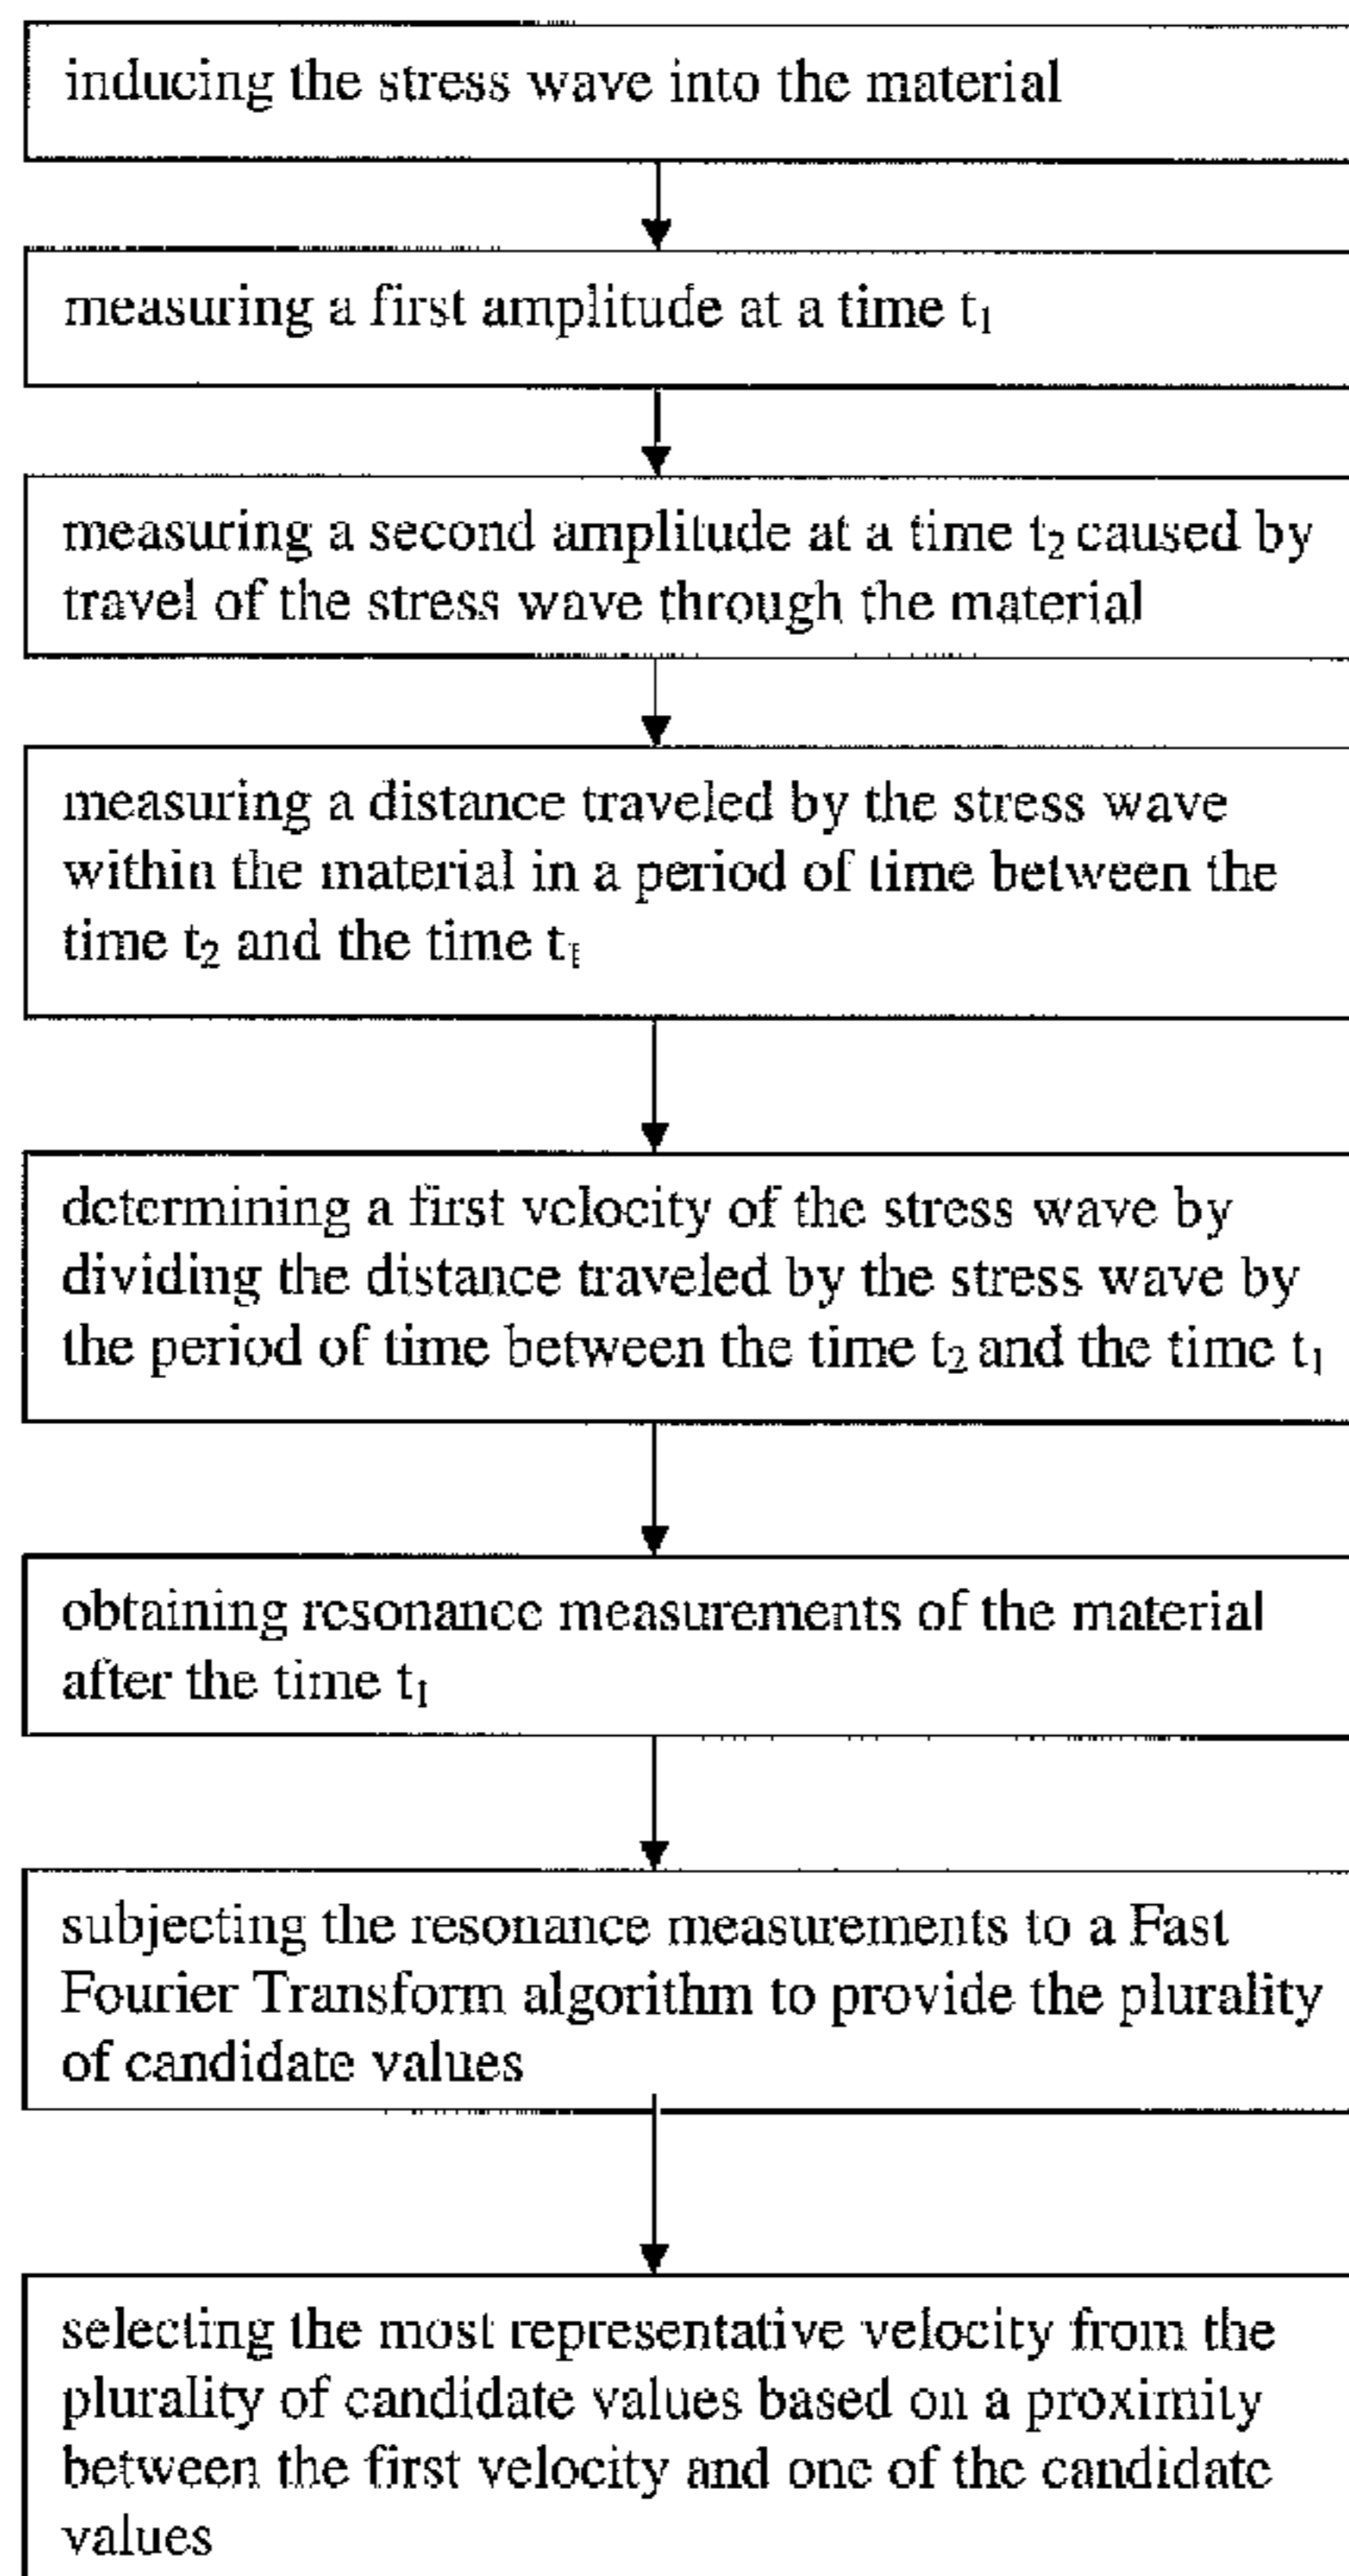 inducing the stress wave into the material
measuring a first amplitude at a time t₁
measuring a second amplitude at a time t₂ caused by
travel of the stress wave through the material
measuring a distance traveled by the stress wave
within the material in a period of time between the
time t₂ and the time t₁
determining a first velocity of the stress wave by
dividing the distance traveled by the stress wave by
the period of time between the time t₂ and the time t₁
obtaining resonance measurements of the material
after the time t₁
subjecting the resonance measurements to a Fast
Fourier Transform algorithm to provide the plurality
of candidate values
selecting the most representative velocity from the
plurality of candidate values based on a proximity
between the first velocity and one of the candidate
values